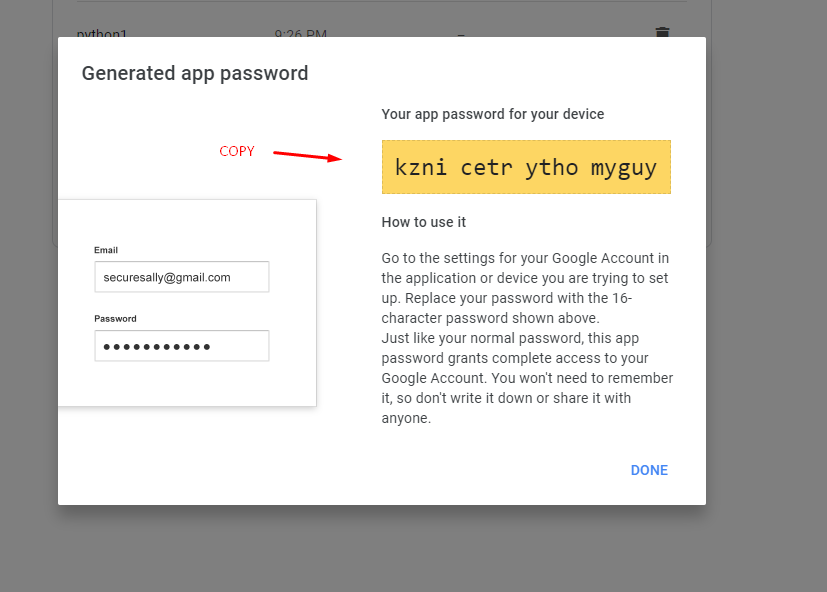 python1 9:26 PM –
Generated app password
Your app password for your device
COPY
kzni cetr ytho myguy
How to use it
Go to the settings for your Google Account in
the application or device you are trying to set
up. Replace your password with the 16-
character password shown above.
Just like your normal password, this app
password grants complete access to your
Google Account. You won't need to remember
it, so don't write it down or share it with
anyone.
Email
securesally@gmail.com
Password
●●●●●●●●●●●
DONE